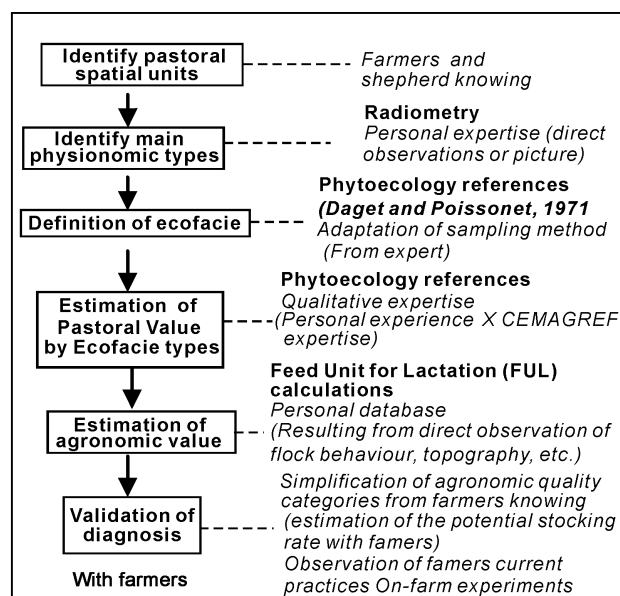 Identify pastoral
spatial units
Farmers and
shepherd knowing
Identify main
physionomic types
Radiometry
Personal expertise (direct
observations or picture)
Definition of ecofacie
Phytoecology references
(Daget and Poissonet, 1971
Adaptation of sampling method
(From expert)
Estimation of
Pastoral Value
by Ecofacie types
Phytoecology references
Qualitative expertise
(Personal experience X CEMAGREF
expertise)
Estimation of
agronomic value
Feed Unit for Lactation (FUL)
calculations
Personal database
(Resulting from direct observation of
flock behaviour, topography, etc.)
Validation of
diagnosis
With farmers
Simplification of agronomic quality
categories from farmers knowing
(estimation of the potential stocking
rate with famers)
Observation of famers current
practices On-farm experiments